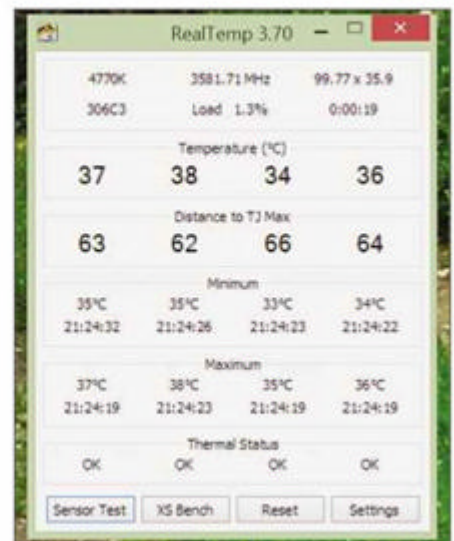 RealTemp 3.70
4770K 3581.71 MHz 99.77 x 35.9
306C3 Load 1.3% 0:00:19
Temperature (°C)
37 38 34 36
Distance to TJ Max
63 62 66 64
Minimum
35°C 35°C 33°C 34°C
21:24:32 21:24:26 21:24:23 21:24:22
Maximum
37°C 38°C 35°C 36°C
21:24:19 21:24:23 21:24:19 21:24:19
Thermal Status
OK OK OK OK
Sensor Test XS Bench Reset Settings